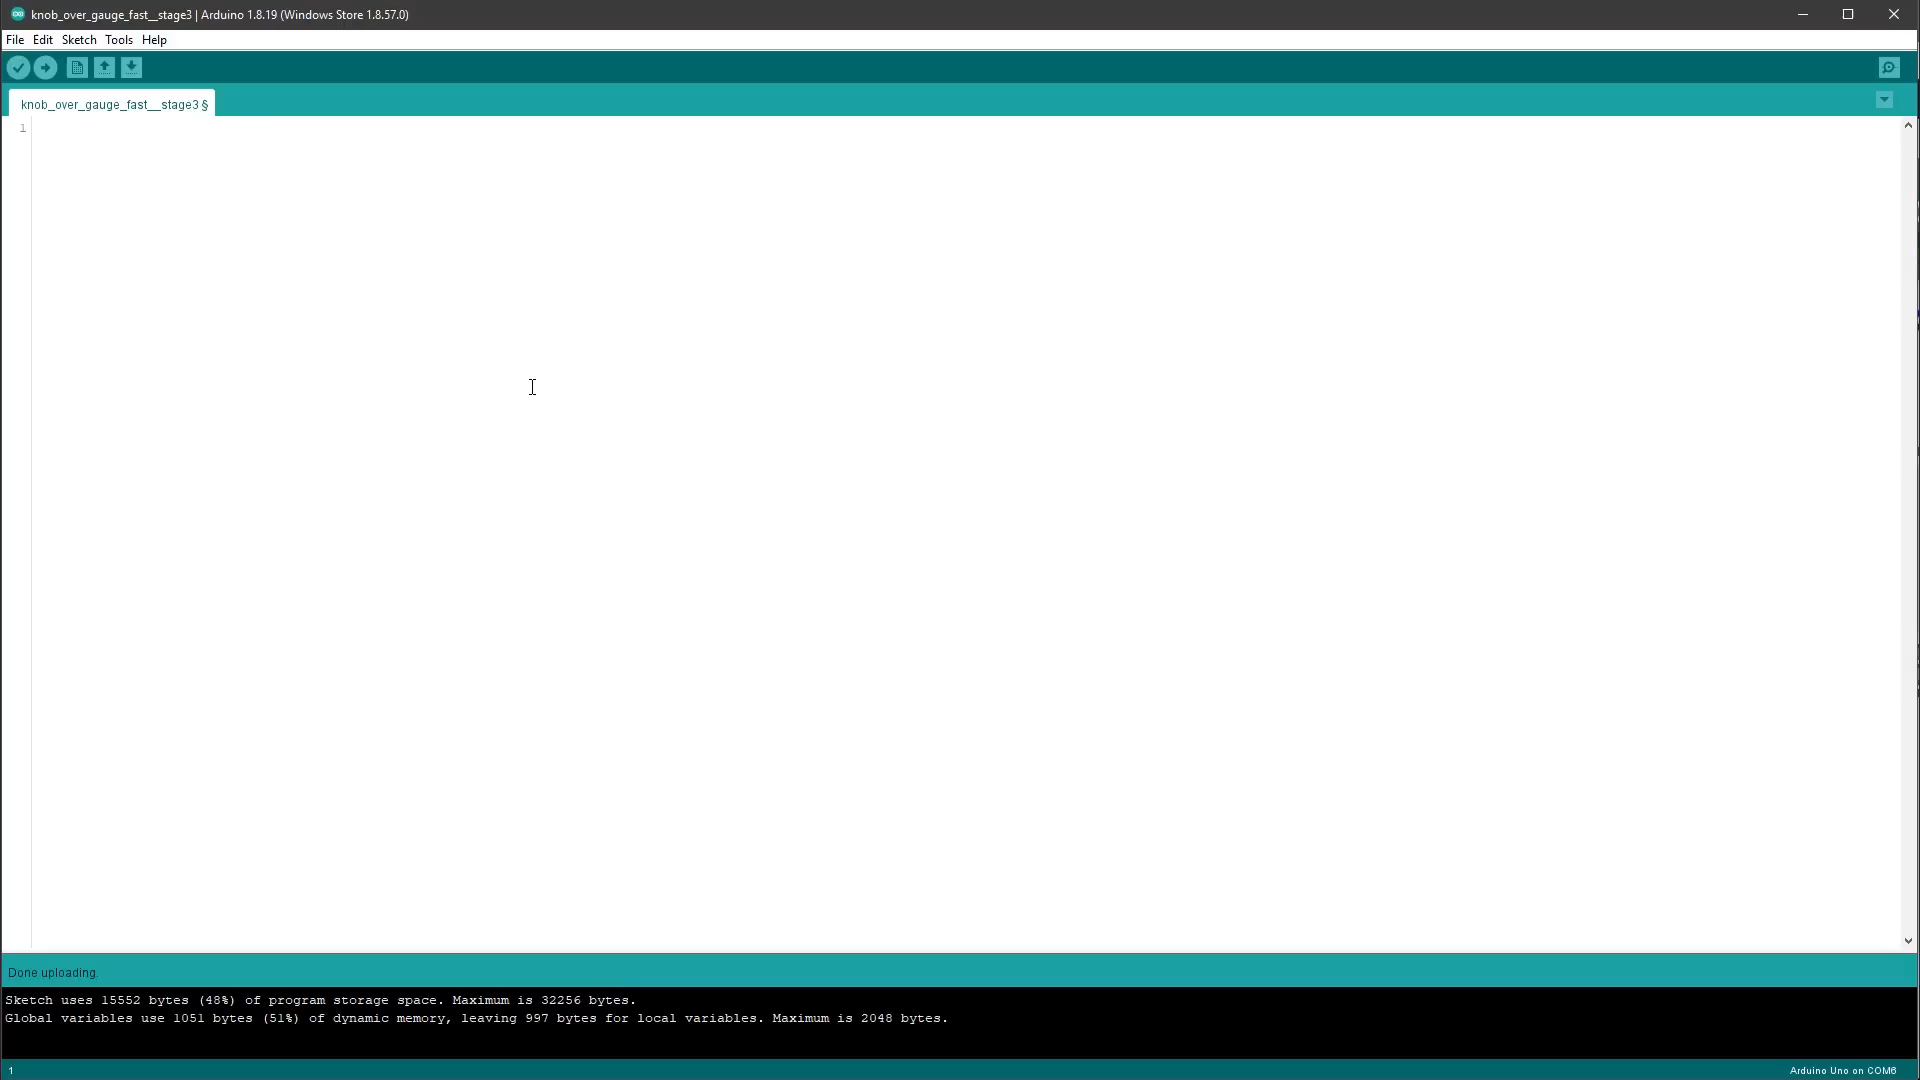 knob_over_gauge_fast__stage3 | Arduino 1.8.19 (Windows Store 1.8.57.0)
File Edit Sketch Tools Help
knob_over_gauge_fast__stage3 §
1
Done uploading.
Sketch uses 15552 bytes (48%) of program storage space. Maximum is 32256 bytes.
Global variables use 1051 bytes (51%) of dynamic memory, leaving 997 bytes for local variables. Maximum is 2048 bytes.
1 Arduino Uno on COM6